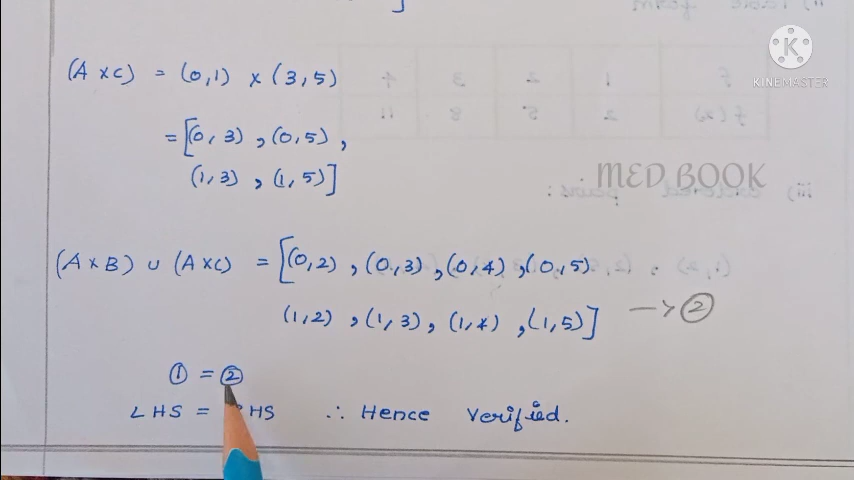 ]
K
KINEMASTER
(A×C) = (0,1) × (3,5)
= [(0,3), (0,5),
(1,3), (1,5)]
MED BOOK
(A×B) ∪ (A×C) = [(0,2), (0,3), (0,4), (0,5)
(1,2), (1,3), (1,4), (1,5)] → ②
① = ②
LHS = HS ∴ Hence verified.